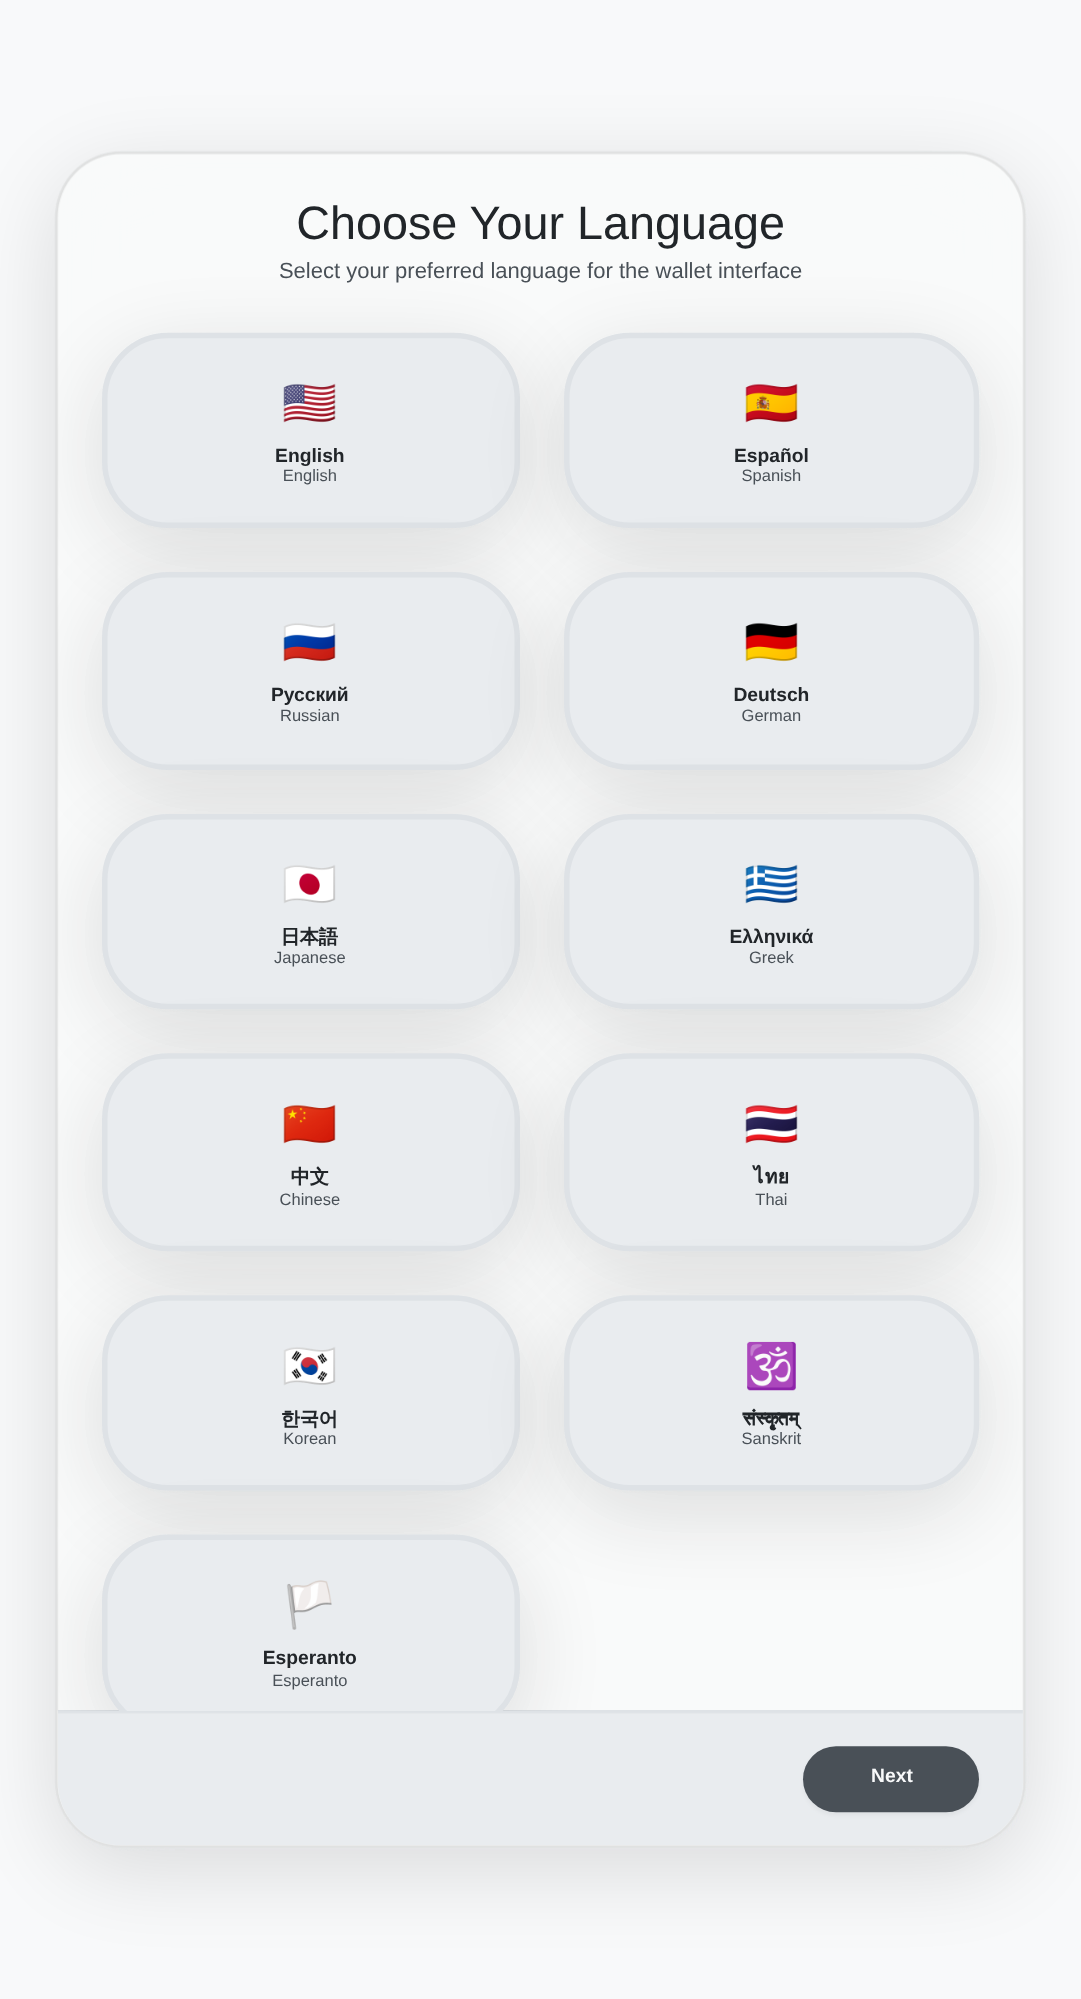 Choose Your Language
Select your preferred language for the wallet interface
English
English
Español
Spanish
Русский
Russian
Deutsch
German
日本語
Japanese
Ελληνικά
Greek
中文
Chinese
ไทย
Thai
한국어
Korean
संस्कृतम्
Sanskrit
Esperanto
Esperanto
Next